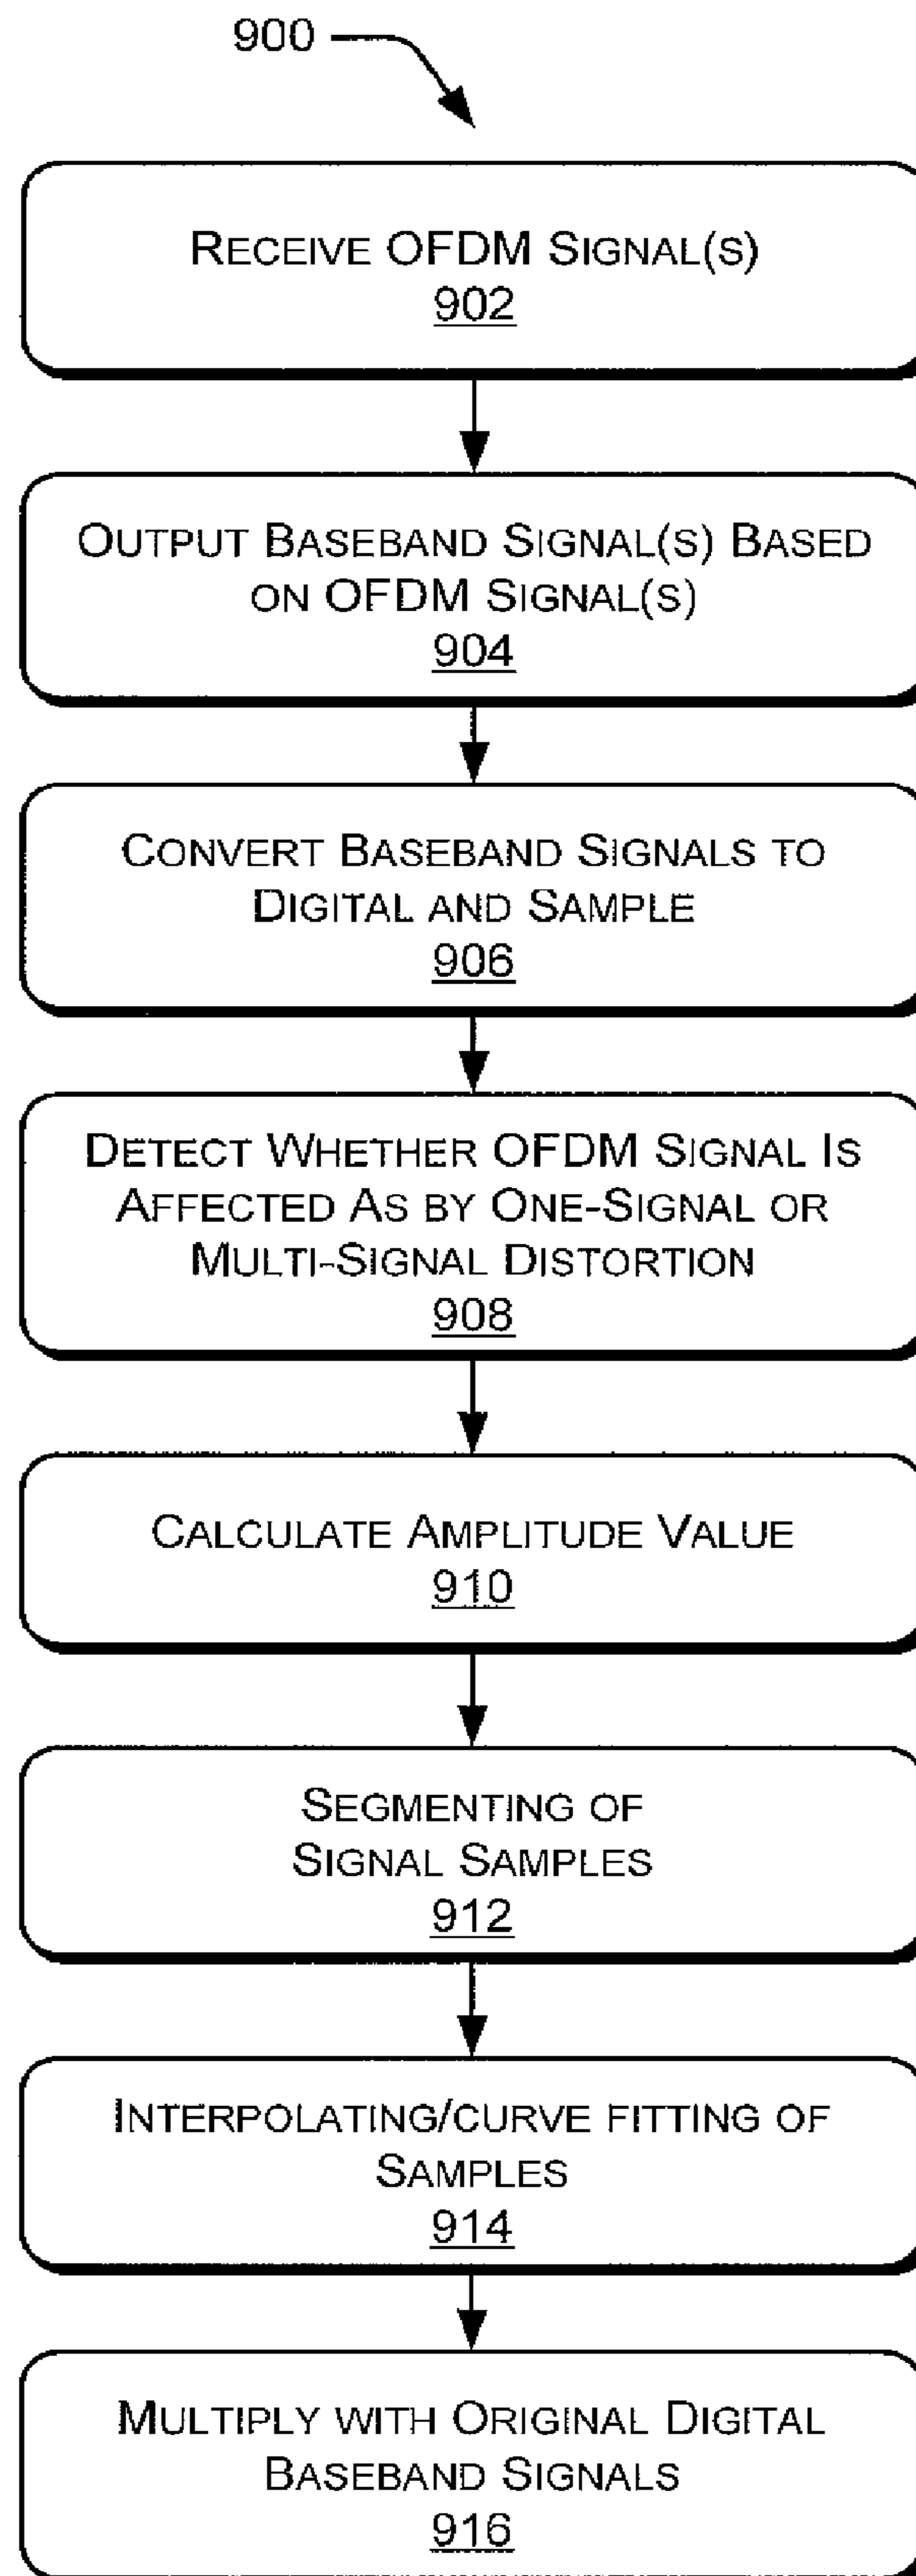 900
RECEIVE OFDM SIGNAL(S)
902
OUTPUT BASEBAND SIGNAL(S) BASED
ON OFDM SIGNAL(S)
904
CONVERT BASEBAND SIGNALS TO
DIGITAL AND SAMPLE
906
DETECT WHETHER OFDM SIGNAL IS
AFFECTED AS BY ONE-SIGNAL OR
MULTI-SIGNAL DISTORTION
908
CALCULATE AMPLITUDE VALUE
910
SEGMENTING OF
SIGNAL SAMPLES
912
INTERPOLATING/CURVE FITTING OF
SAMPLES
914
MULTIPLY WITH ORIGINAL DIGITAL
BASEBAND SIGNALS
916